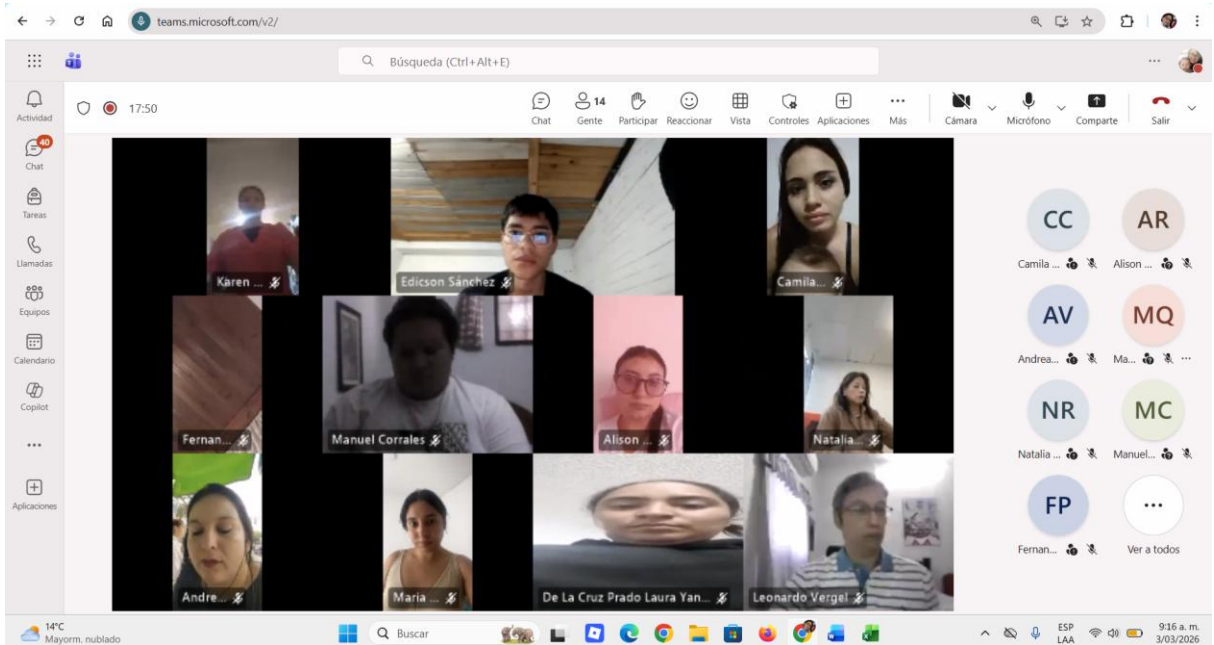 teams.microsoft.com/v2/
Búsqueda (Ctrl+Alt+E)
17:50
Chat
14
Gente
Participar
Reaccionar
Vista
Controles
Aplicaciones
Más
Cámara
Micrófono
Comparte
Salir
Actividad
40
Chat
Tareas
Llamadas
Equipos
Calendario
Copilot
Aplicaciones
Karen ...
Edicson Sánchez
Camila...
Fernan...
Manuel Corrales
Alison ...
Natalia...
Andre...
Maria ...
De La Cruz Prado Laura Yan...
Leonardo Vergel
CC
AR
Camila ...
Alison ...
AV
MQ
Andrea...
Ma...
NR
MC
Natalia ...
Manuel...
FP
Fernan...
Ver a todos
14°C
Mayorm. nublado
Buscar
ESP
LAA
9:16 a. m.
3/03/2026